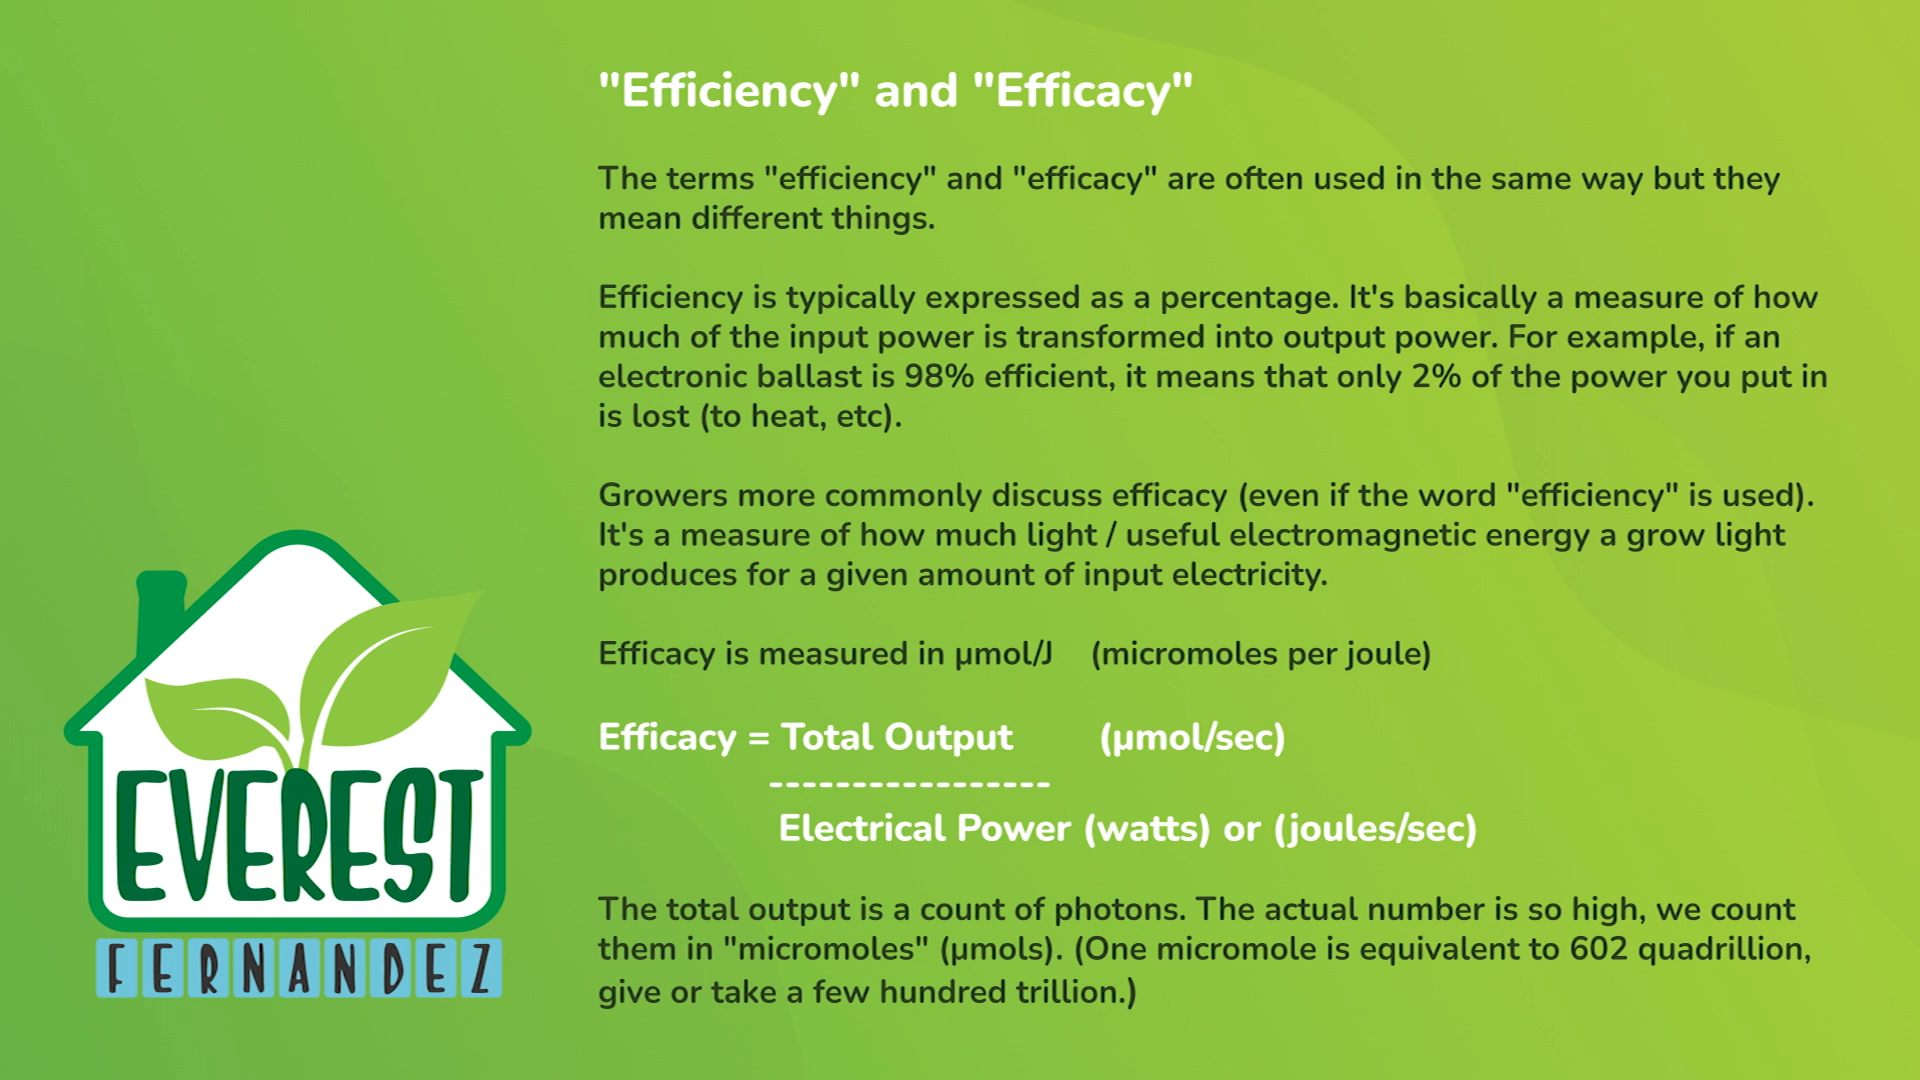 "Efficiency" and "Efficacy"
The terms "efficiency" and "efficacy" are often used in the same way but they
mean different things.
Efficiency is typically expressed as a percentage. It's basically a measure of how
much of the input power is transformed into output power. For example, if an
electronic ballast is 98% efficient, it means that only 2% of the power you put in
is lost (to heat, etc).
Growers more commonly discuss efficacy (even if the word "efficiency" is used).
It's a measure of how much light / useful electromagnetic energy a grow light
produces for a given amount of input electricity.
Efficacy is measured in µmol/J (micromoles per joule)
Efficacy = Total Output (µmol/sec)
-----------------
Electrical Power (watts) or (joules/sec)
The total output is a count of photons. The actual number is so high, we count
them in "micromoles" (µmols). (One micromole is equivalent to 602 quadrillion,
give or take a few hundred trillion.)
EVEREST
FERNANDEZ